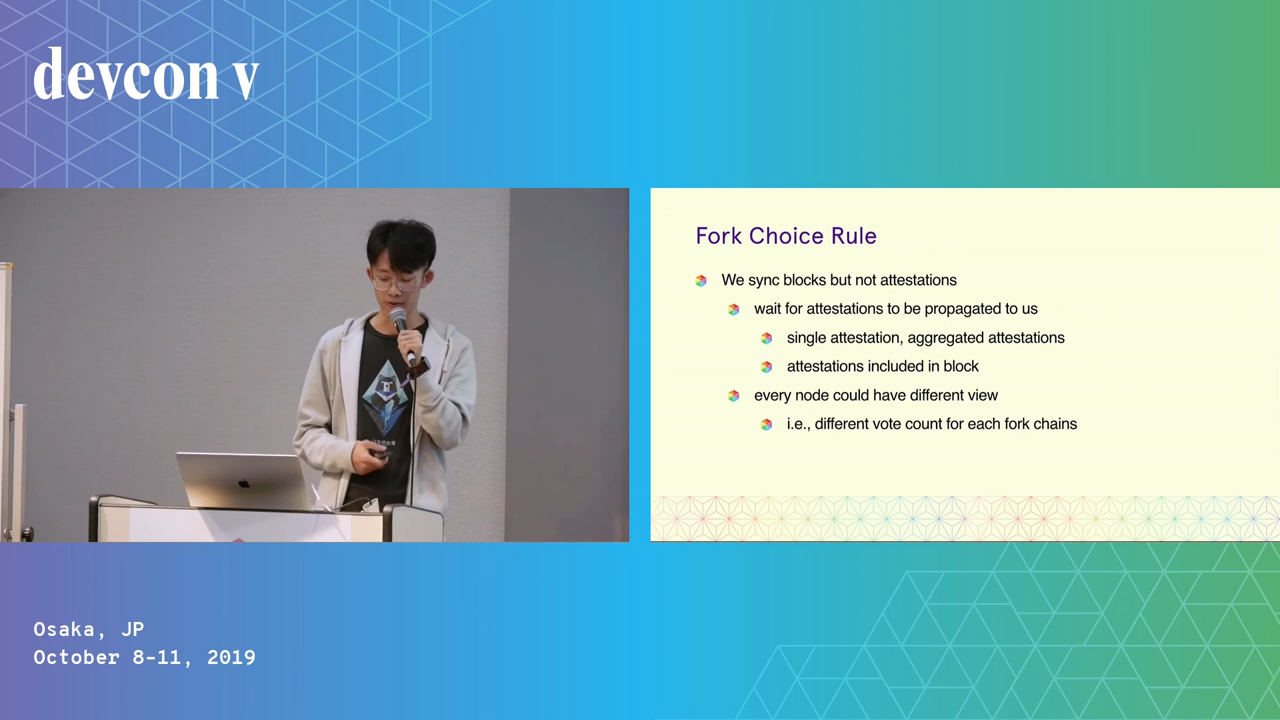 devcon v
Fork Choice Rule
We sync blocks but not attestations
wait for attestations to be propagated to us
single attestation, aggregated attestations
attestations included in block
every node could have different view
i.e., different vote count for each fork chains
Osaka, JP
October 8-11, 2019